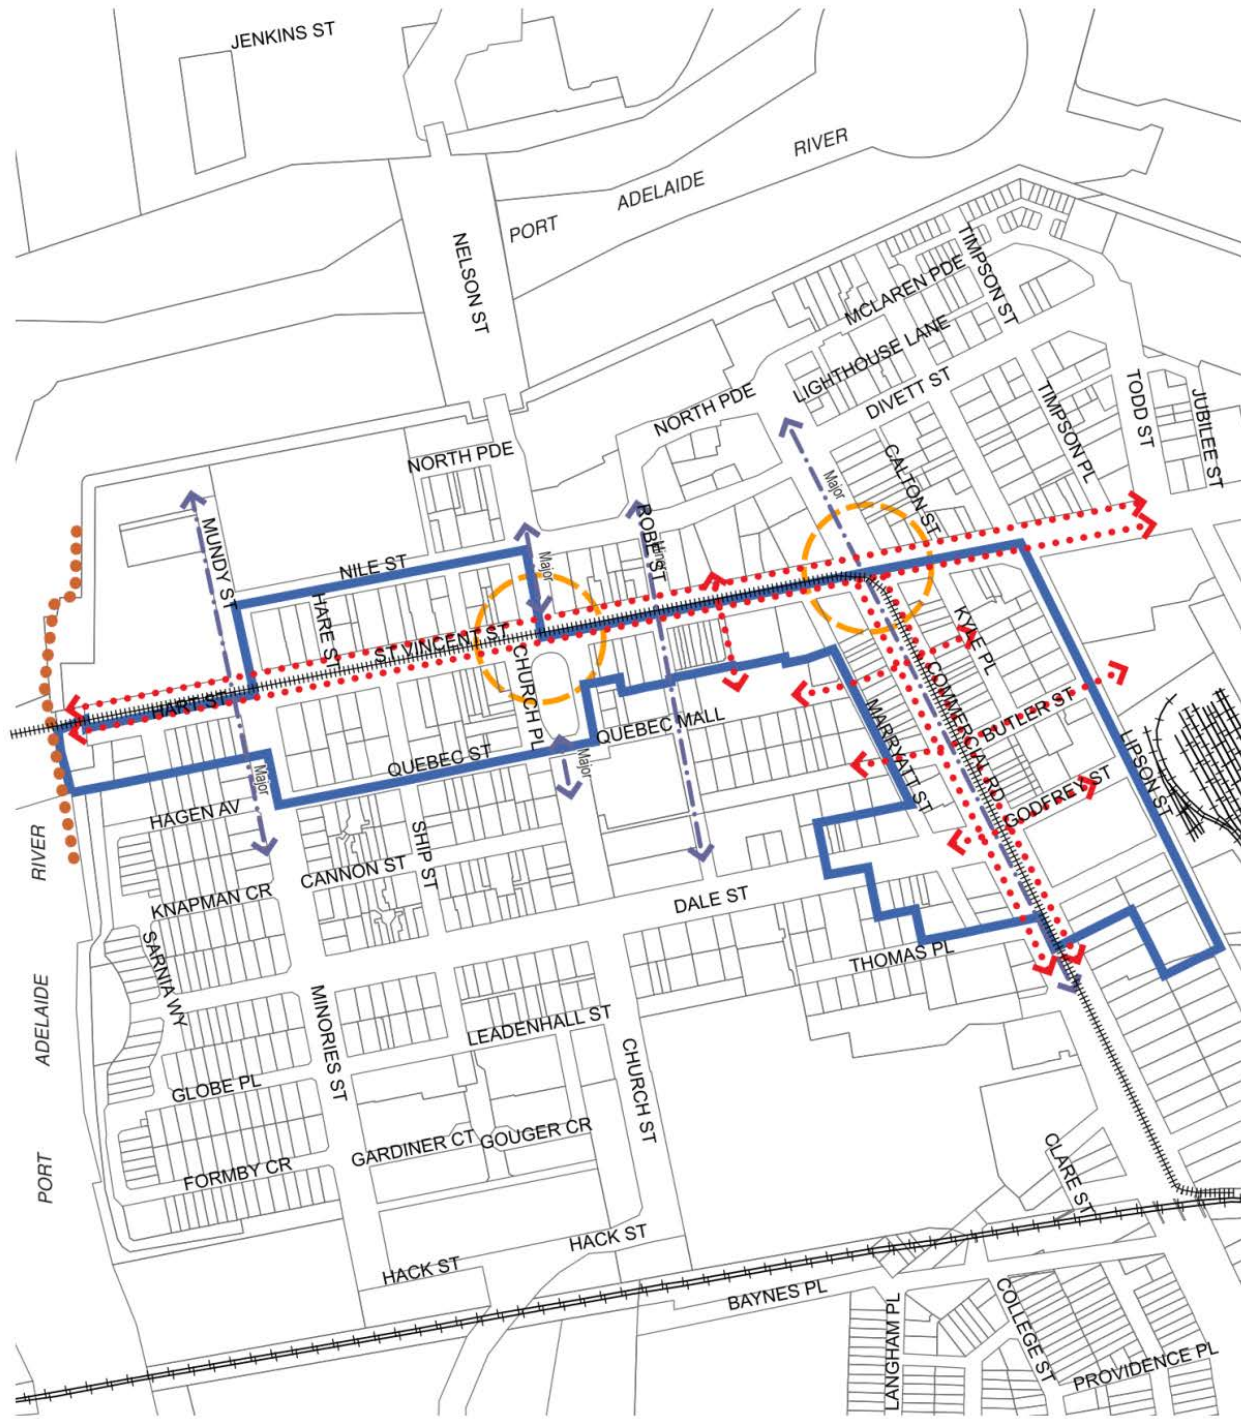 JENKINS ST
PORT
ADELAIDE
RIVER
NELSON ST
TIMPSON ST
MCLAREN PDE
LIGHTHOUSE LANE
DIVETT ST
NORTH PDE
TIMPSON PL
TODD ST
JUBILEE ST
NORTH PDE
CALTON ST
Major
MUNDY ST
NILE ST
HARE ST
Major
ROBE ST
ST VINCENT ST
HART ST
CHURCH PL
KYLE PL
COMMERCIAL RD
BUTLER ST
MARRYATT ST
LIPSON ST
GODFREY ST
QUEBEC MALL
QUEBEC ST
Major
Major
HAGEN AV
SHIP ST
CANNON ST
KNAPMAN CR
DALE ST
THOMAS PL
SARNIA WY
MINORIES ST
LEADENHALL ST
CHURCH ST
GLOBE PL
GARDINER CT
GOUGER CR
FORMBY CR
RIVER
ADELAIDE
PORT
CLARE ST
HACK ST
HACK ST
BAYNES PL
LANGHAM PL
COLLEGE ST
PROVIDENCE PL